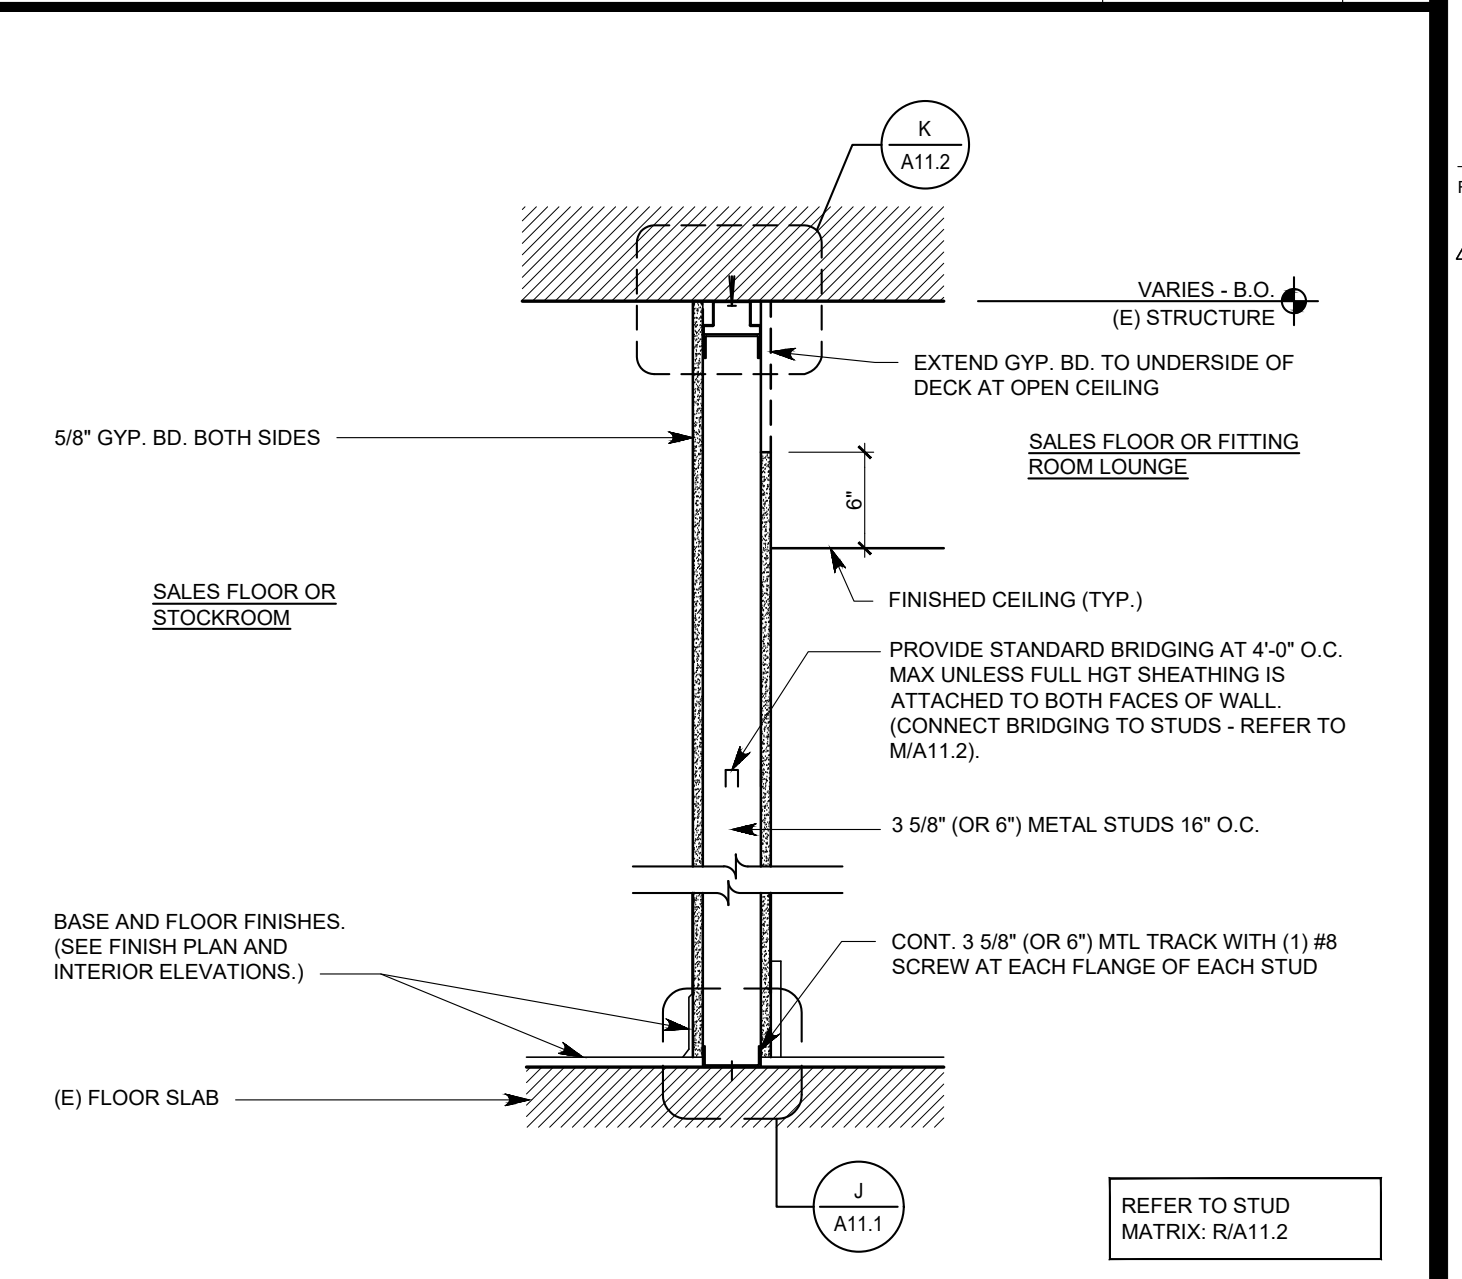 K
A11.2
VARIES - B.O.
(E) STRUCTURE
EXTEND GYP. BD. TO UNDERSIDE OF
DECK AT OPEN CEILING
5/8" GYP. BD. BOTH SIDES
SALES FLOOR OR FITTING
ROOM LOUNGE
6"
SALES FLOOR OR
STOCKROOM
FINISHED CEILING (TYP.)
PROVIDE STANDARD BRIDGING AT 4'-0" O.C.
MAX UNLESS FULL HGT SHEATHING IS
ATTACHED TO BOTH FACES OF WALL.
(CONNECT BRIDGING TO STUDS - REFER TO
M/A11.2).
3 5/8" (OR 6") METAL STUDS 16" O.C.
BASE AND FLOOR FINISHES.
(SEE FINISH PLAN AND
INTERIOR ELEVATIONS.)
CONT. 3 5/8" (OR 6") MTL TRACK WITH (1) #8
SCREW AT EACH FLANGE OF EACH STUD
(E) FLOOR SLAB
J
A11.1
REFER TO STUD
MATRIX: R/A11.2